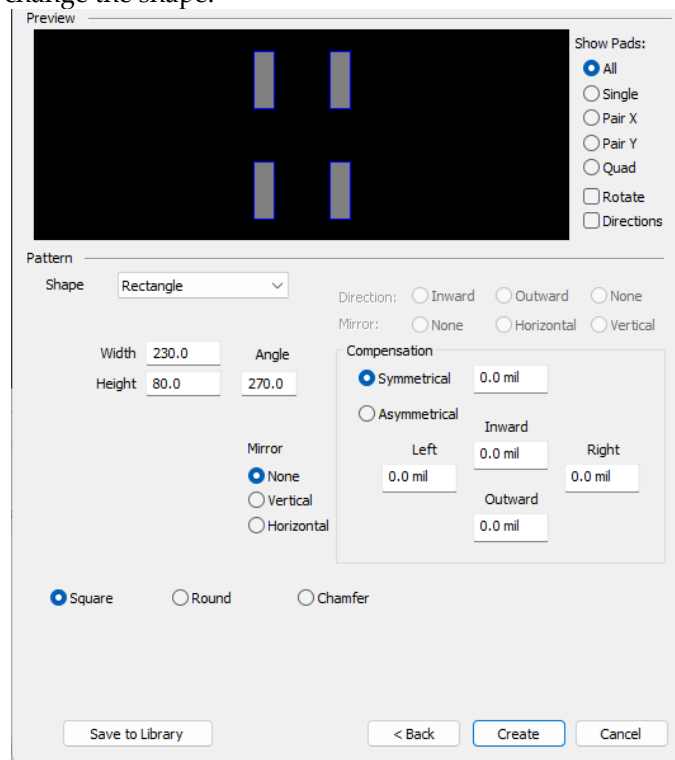 change the shape.
Preview
Show Pads:
All
Single
Pair X
Pair Y
Quad
Rotate
Directions
Pattern
Shape Rectangle
Direction: Inward Outward None
Mirror: None Horizontal Vertical
Width 230.0 Angle
Height 80.0 270.0
Compensation
Symmetrical 0.0 mil
Asymmetrical
Inward
Left 0.0 mil Right
0.0 mil 0.0 mil
Outward
0.0 mil
Mirror
None
Vertical
Horizontal
Square Round Chamfer
Save to Library < Back Create Cancel